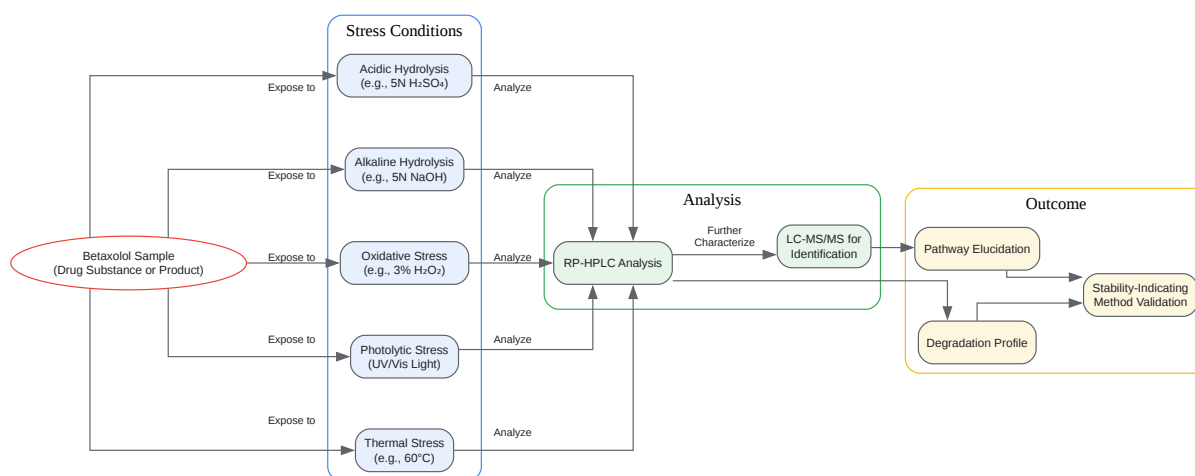 Stress Conditions
Acidic Hydrolysis
(e.g., 5N H₂SO₄)
Expose to
Analyze
Alkaline Hydrolysis
(e.g., 5N NaOH)
Expose to
Analyze
Analysis
Outcome
Betaxolol Sample
(Drug Substance or Product)
Expose to
Oxidative Stress
(e.g., 3% H₂O₂)
Analyze
RP-HPLC Analysis
Further
Characterize
LC-MS/MS for
Identification
Pathway Elucidation
Stability-Indicating
Method Validation
Degradation Profile
Expose to
Photolytic Stress
(UV/Vis Light)
Analyze
Expose to
Thermal Stress
(e.g., 60°C)
Analyze